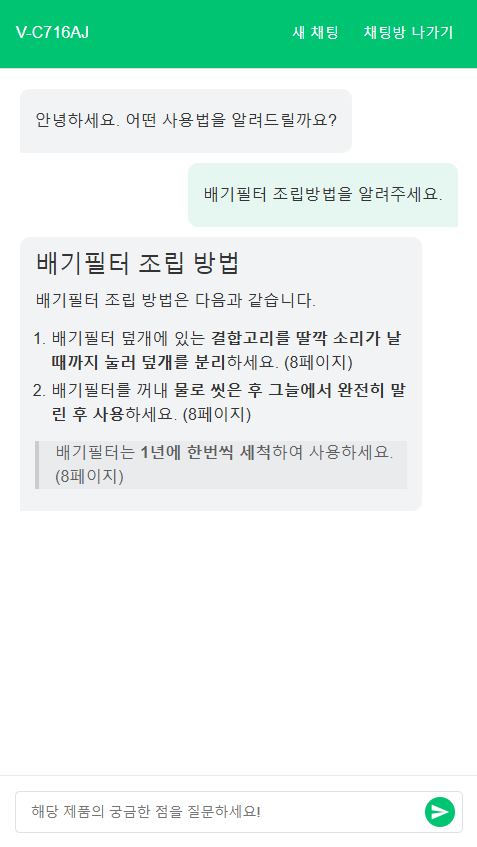 V-C716AJ
새 채팅
채팅방 나가기
안녕하세요. 어떤 사용법을 알려드릴까요?
배기필터 조립방법을 알려주세요.
배기필터 조립 방법
배기필터 조립 방법은 다음과 같습니다.
1. 배기필터 덮개에 있는 결합고리를 딸깍 소리가 날
때까지 눌러 덮개를 분리하세요. (8페이지)
2. 배기필터를 꺼내 물로 씻은 후 그늘에서 완전히 말
린 후 사용하세요. (8페이지)
배기필터는 1년에 한번씩 세척하여 사용하세요.
(8페이지)
해당 제품의 궁금한 점을 질문하세요!